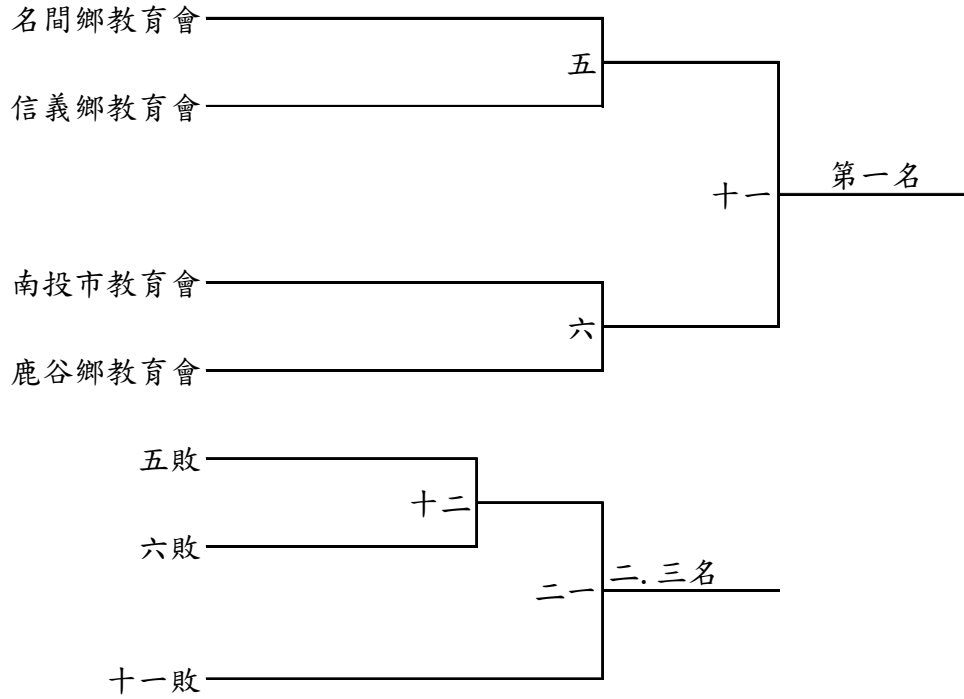 名間鄉教育會
五
信義鄉教育會
第一名
十一
南投市教育會
六
鹿谷鄉教育會
五敗
十二
六敗
二.三名
二一
十一敗